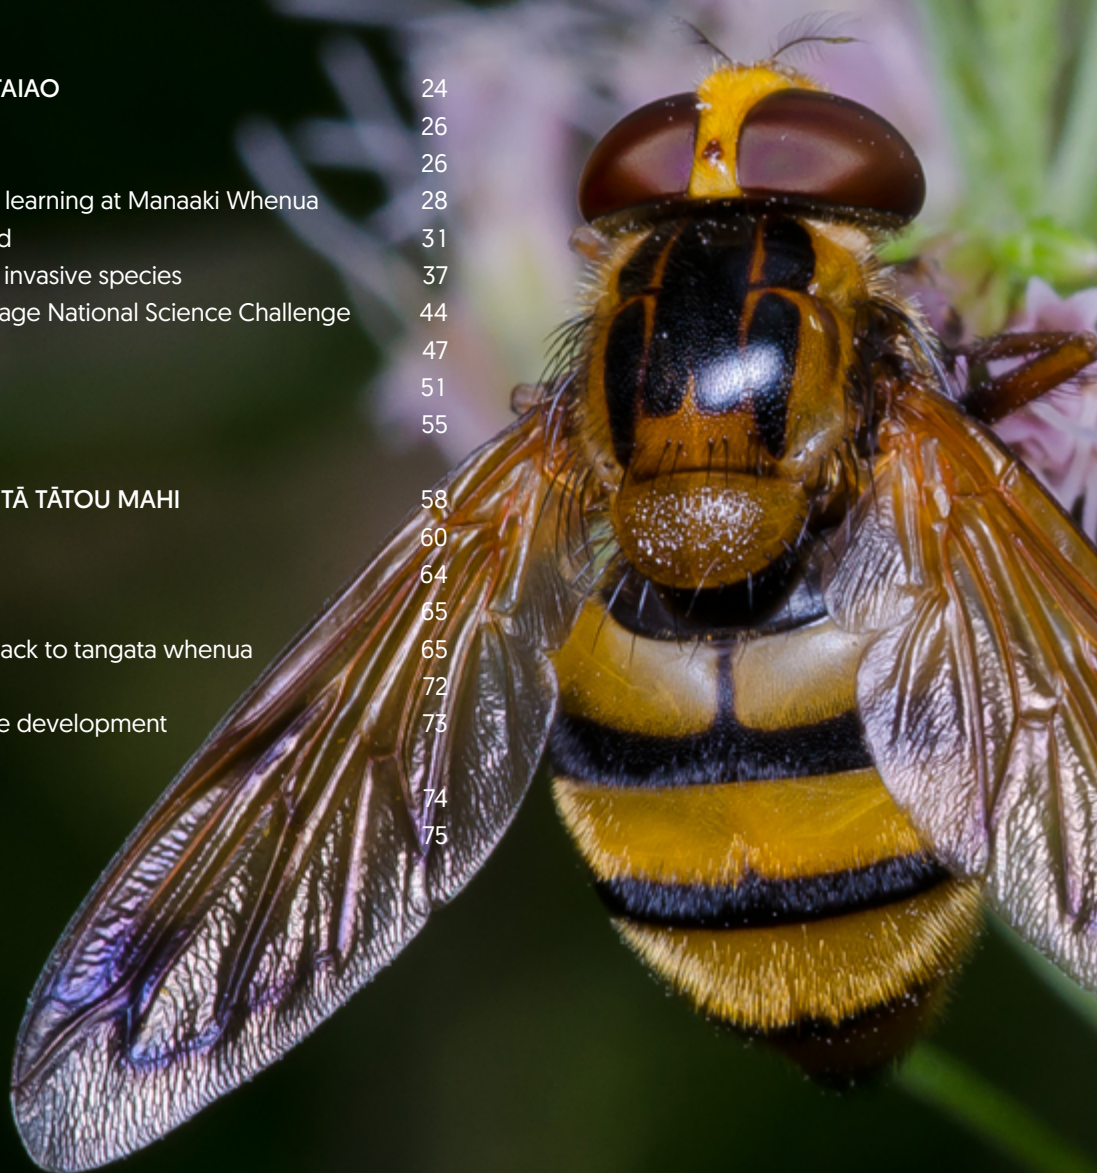 TAIAO 24
26
26
learning at Manaaki Whenua 28
d 31
invasive species 37
age National Science Challenge 44
47
51
55
TĀ TĀTOU MAHI 58
60
64
65
ack to tangata whenua 65
72
e development 73
74
75